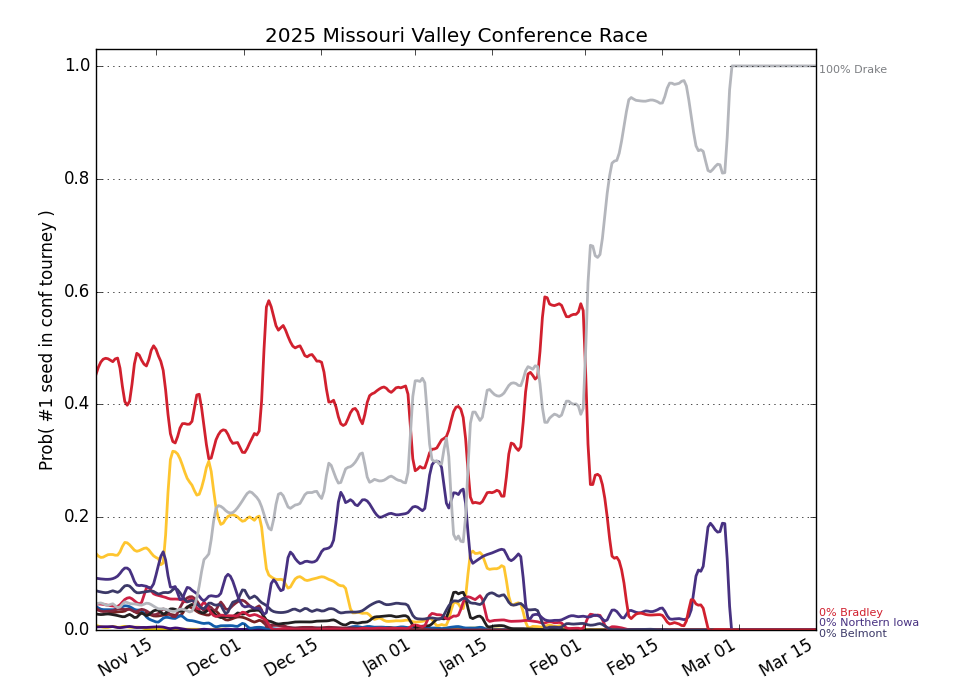 2025 Missouri Valley Conference Race
1.0
0.8
0.6
0.4
0.2
0.0
Prob( #1 seed in conf tourney )
100% Drake
0% Bradley
0% Northern Iowa
0% Belmont
Nov 15
Dec 01
Dec 15
Jan 01
Jan 15
Feb 01
Feb 15
Mar 01
Mar 15